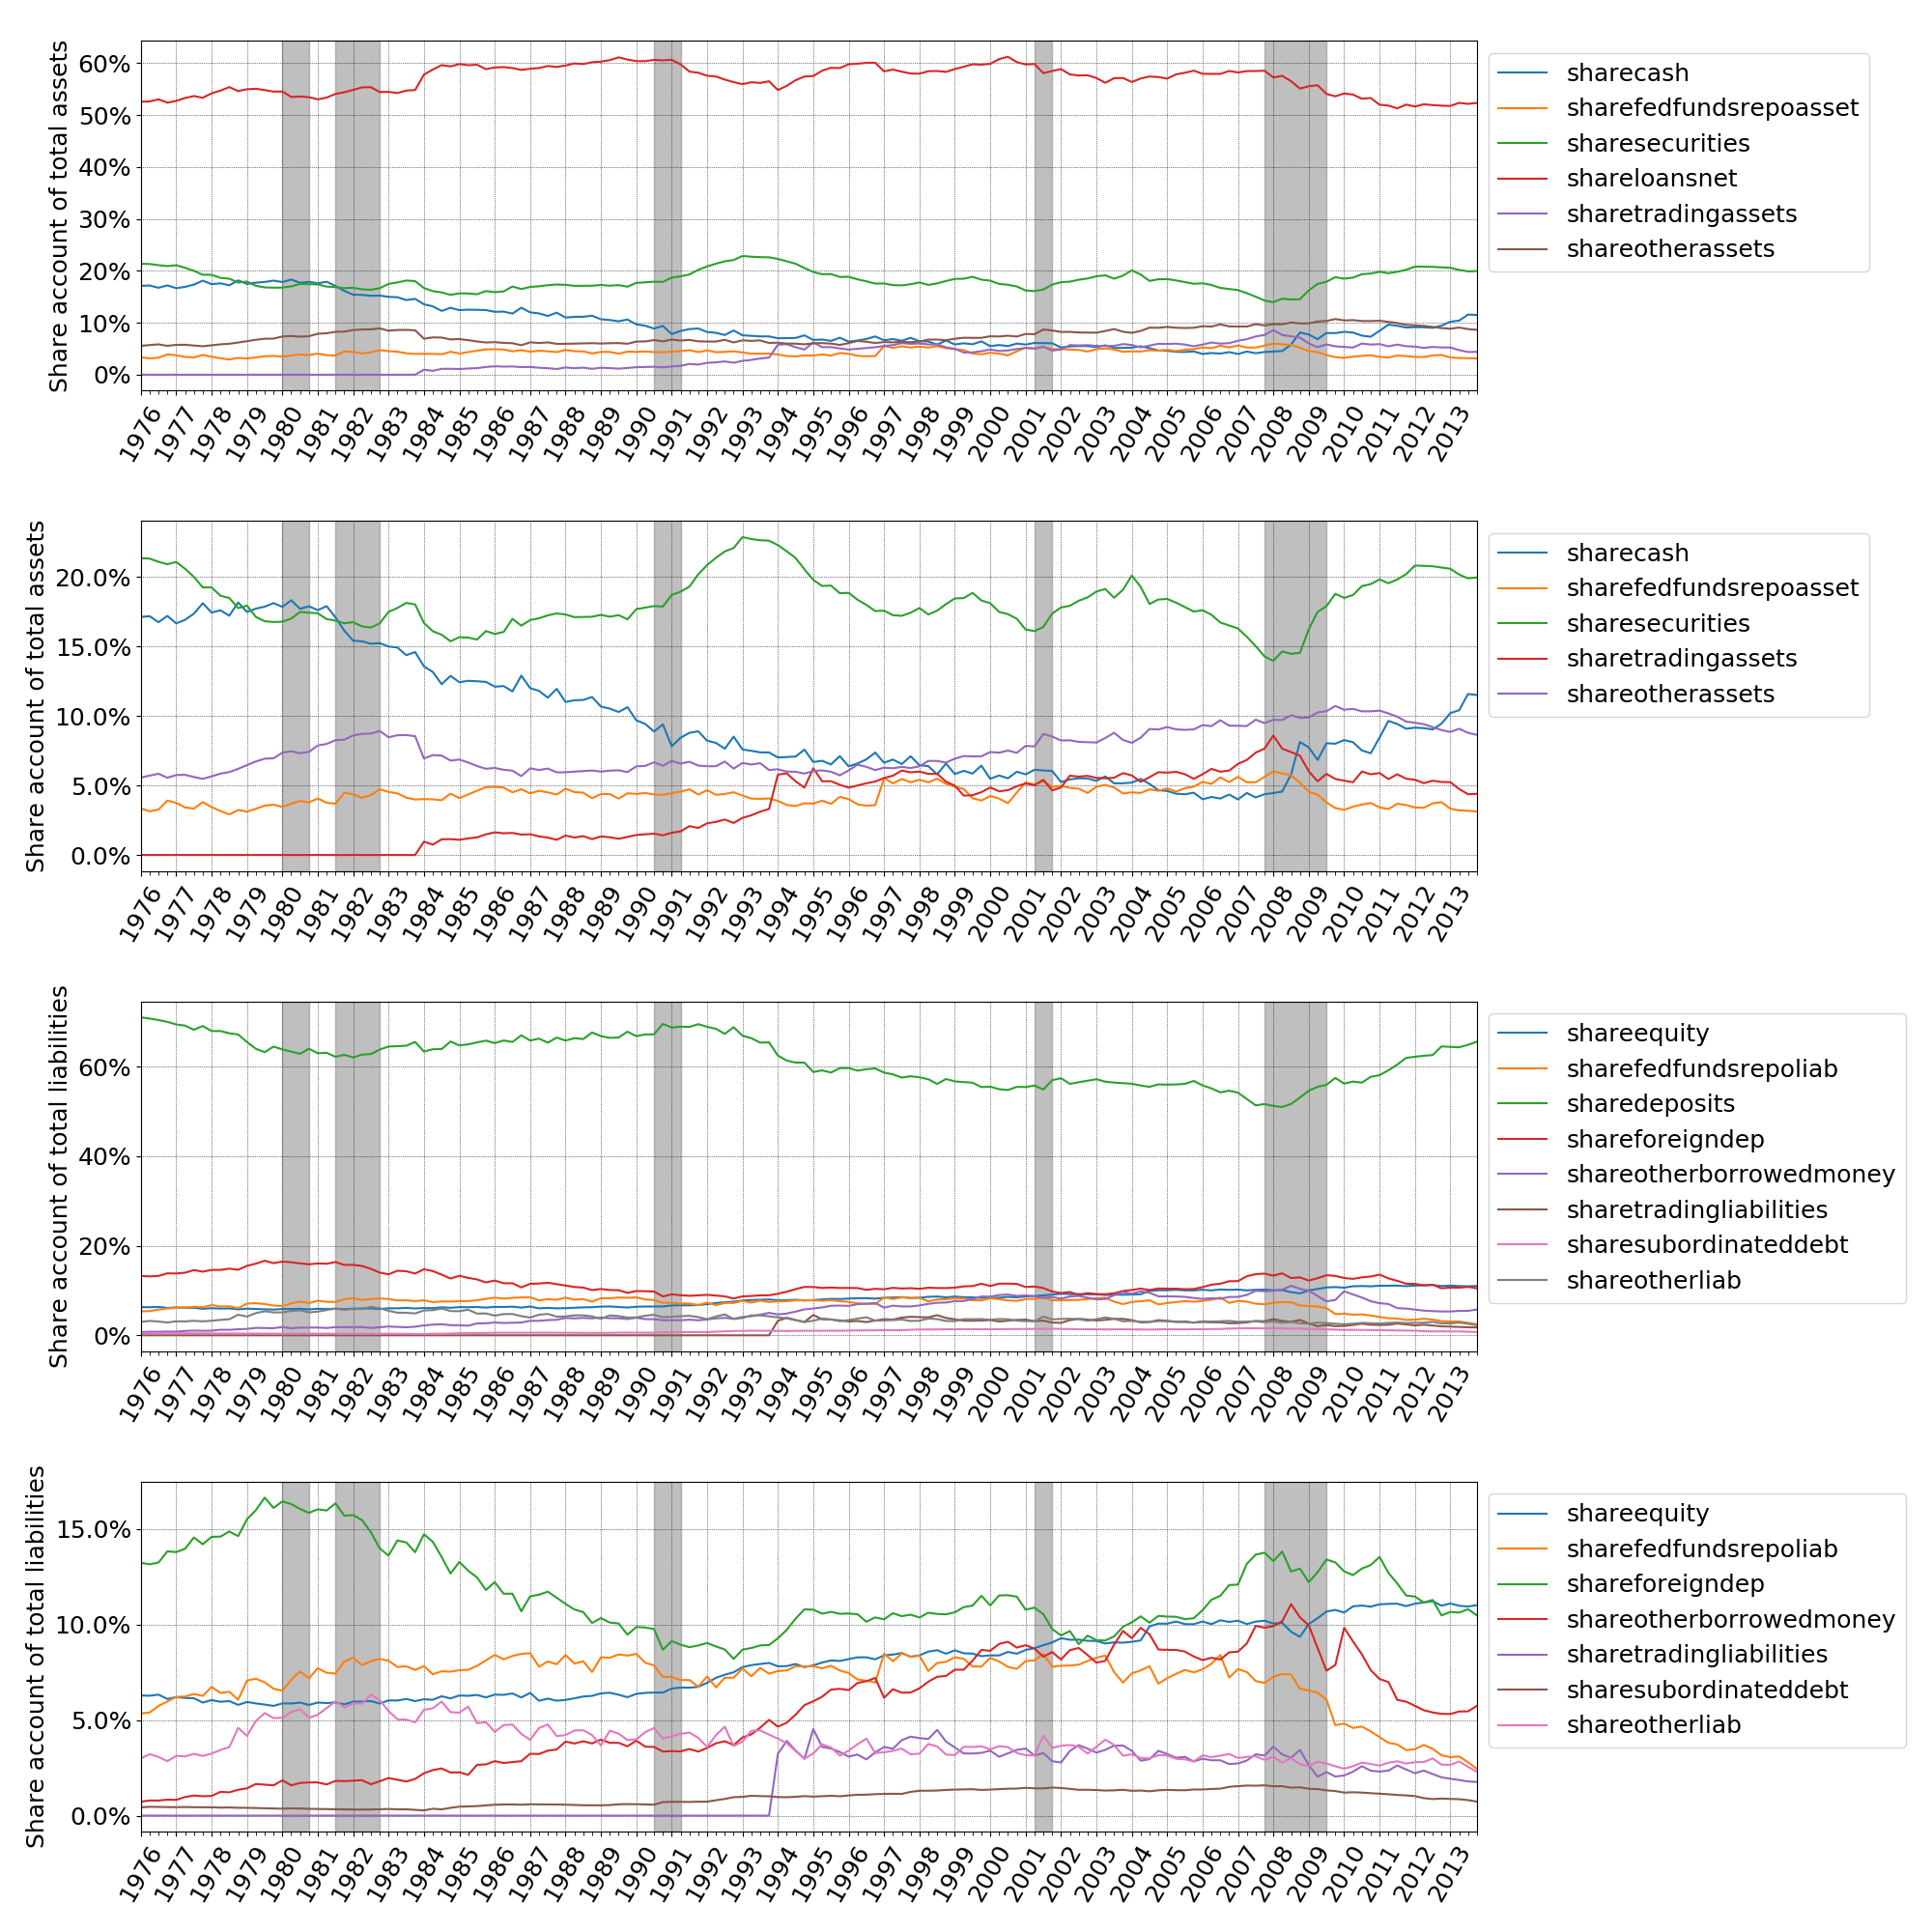 Share account of total assets
60%
50%
40%
30%
20%
10%
0%
1976 1977 1978 1979 1980 1981 1982 1983 1984 1985 1986 1987 1988 1989 1990 1991 1992 1993 1994 1995 1996 1997 1998 1999 2000 2001 2002 2003 2004 2005 2006 2007 2008 2009 2010 2011 2012 2013
sharecash
sharefedfundsrepoasset
sharesecurities
shareloansnet
sharetradingassets
shareotherassets
Share account of total assets
20.0%
15.0%
10.0%
5.0%
0.0%
1976 1977 1978 1979 1980 1981 1982 1983 1984 1985 1986 1987 1988 1989 1990 1991 1992 1993 1994 1995 1996 1997 1998 1999 2000 2001 2002 2003 2004 2005 2006 2007 2008 2009 2010 2011 2012 2013
sharecash
sharefedfundsrepoasset
sharesecurities
sharetradingassets
shareotherassets
Share account of total liabilities
60%
40%
20%
0%
1976 1977 1978 1979 1980 1981 1982 1983 1984 1985 1986 1987 1988 1989 1990 1991 1992 1993 1994 1995 1996 1997 1998 1999 2000 2001 2002 2003 2004 2005 2006 2007 2008 2009 2010 2011 2012 2013
shareequity
sharefedfundsrepoliab
sharedeposits
shareforeigndep
shareotherborrowedmoney
sharetradingliabilities
sharesubordinateddebt
shareotherliab
Share account of total liabilities
15.0%
10.0%
5.0%
0.0%
1976 1977 1978 1979 1980 1981 1982 1983 1984 1985 1986 1987 1988 1989 1990 1991 1992 1993 1994 1995 1996 1997 1998 1999 2000 2001 2002 2003 2004 2005 2006 2007 2008 2009 2010 2011 2012 2013
shareequity
sharefedfundsrepoliab
shareforeigndep
shareotherborrowedmoney
sharetradingliabilities
sharesubordinateddebt
shareotherliab